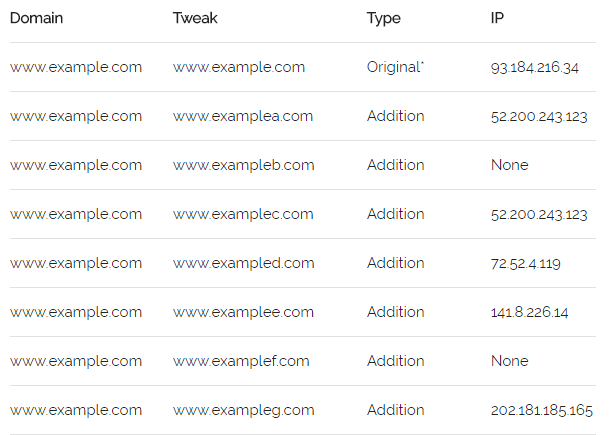 Domain Tweak Type IP
www.example.com www.example.com Original* 93.184.216.34
www.example.com www.examplea.com Addition 52.200.243.123
www.example.com www.exampleb.com Addition None
www.example.com www.examplec.com Addition 52.200.243.123
www.example.com www.exampled.com Addition 72.52.4.119
www.example.com www.examplee.com Addition 141.8.226.14
www.example.com www.examplef.com Addition None
www.example.com www.exampleg.com Addition 202.181.185.165